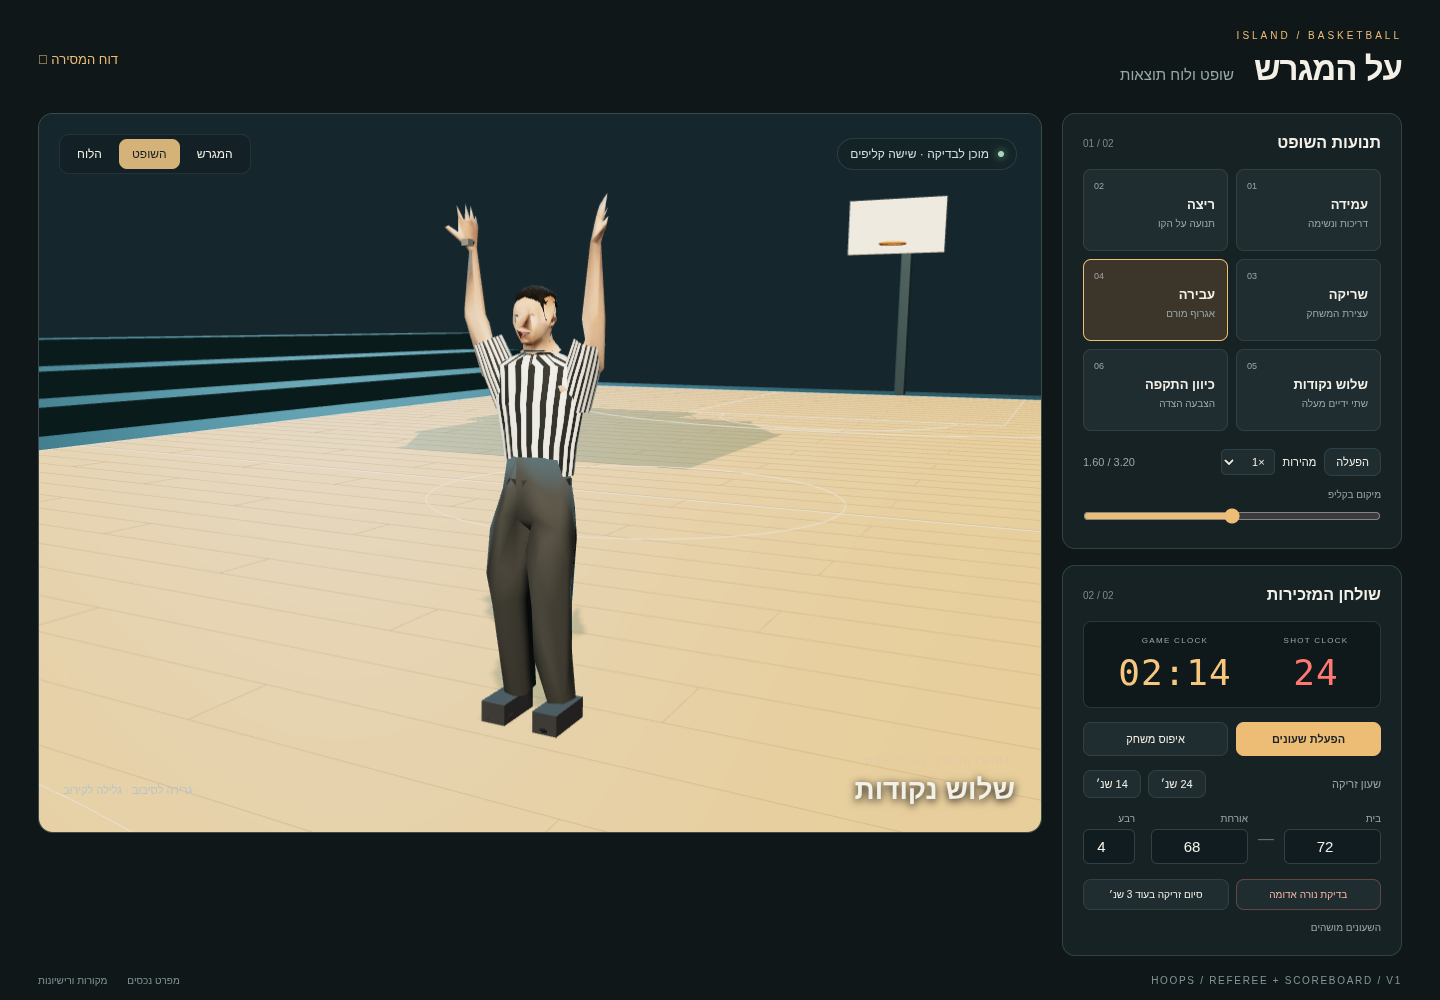 ISLAND / BASKETBALL
על המגרש שופט ולוח תוצאות
דוח המסירה
תנועות השופט
01 / 02
01
עמידה
דריכות ונשימה
02
ריצה
תנועה על הקו
03
שריקה
עצירת המשחק
04
עבירה
אגרוף מורם
05
שלוש נקודות
שתי ידיים מעלה
06
כיוון התקפה
הצבעה הצדה
הפעלה
מהירות
1×
1.60 / 3.20
מיקום בקליפ
שולחן המזכירות
02 / 02
SHOT CLOCK
24
GAME CLOCK
02:14
הפעלת שעונים
איפוס משחק
שעון זריקה
24 שנ׳
14 שנ׳
בית
72
—
אורחת
68
רבע
4
בדיקת נורה אדומה
סיום זריקה בעוד 3 שנ׳
השעונים מושהים
מוכן לבדיקה · שישה קליפים
המגרש
השופט
הלוח
שלוש נקודות
גרירה לסיבוב · גלילה לקירוב
HOOPS / REFEREE + SCOREBOARD / V1
מפרט נכסים
מקורות ורישיונות